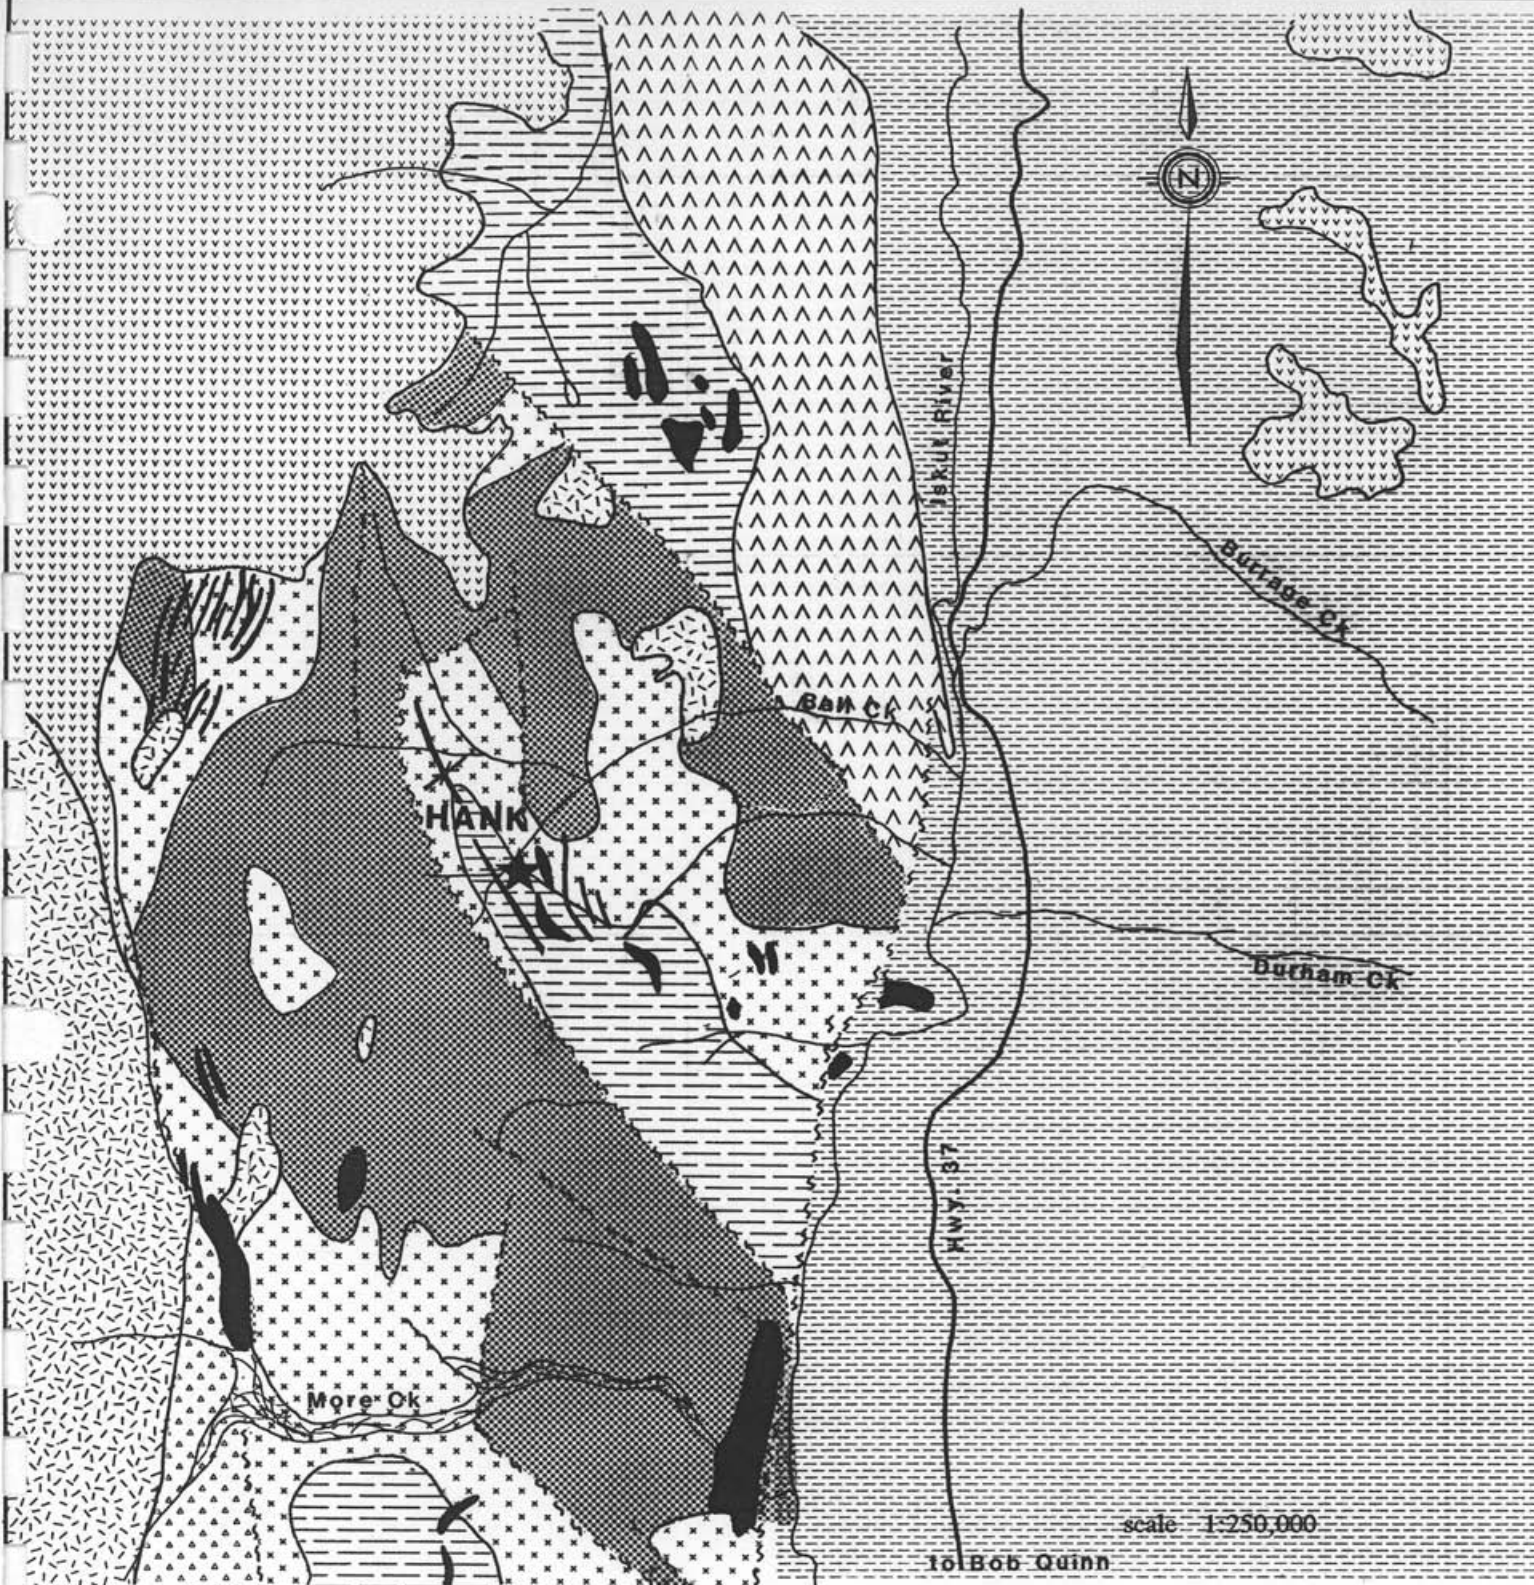 N
Iskut River
Burrage Ck
Ball Ck
HANK
Durham Ck
Hwy. 37
More Ck
scale 1:250,000
to Bob Quinn